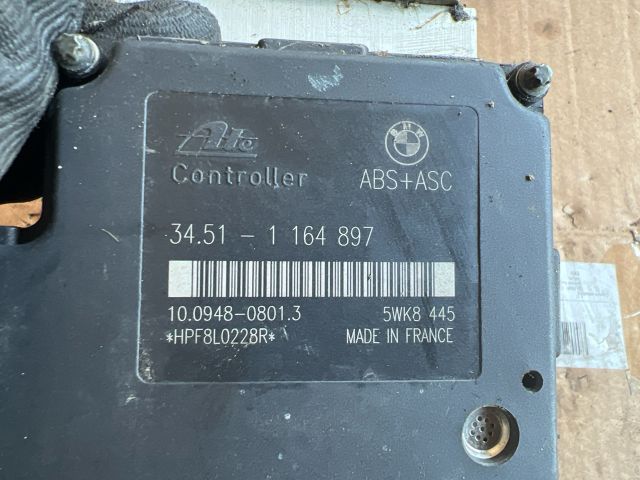 Ate BMW
Controller ABS+ASC
34.51 - 1 164 897
10.0948-0801.3 5WK8 445
*HPF8L0228R* MADE IN FRANCE